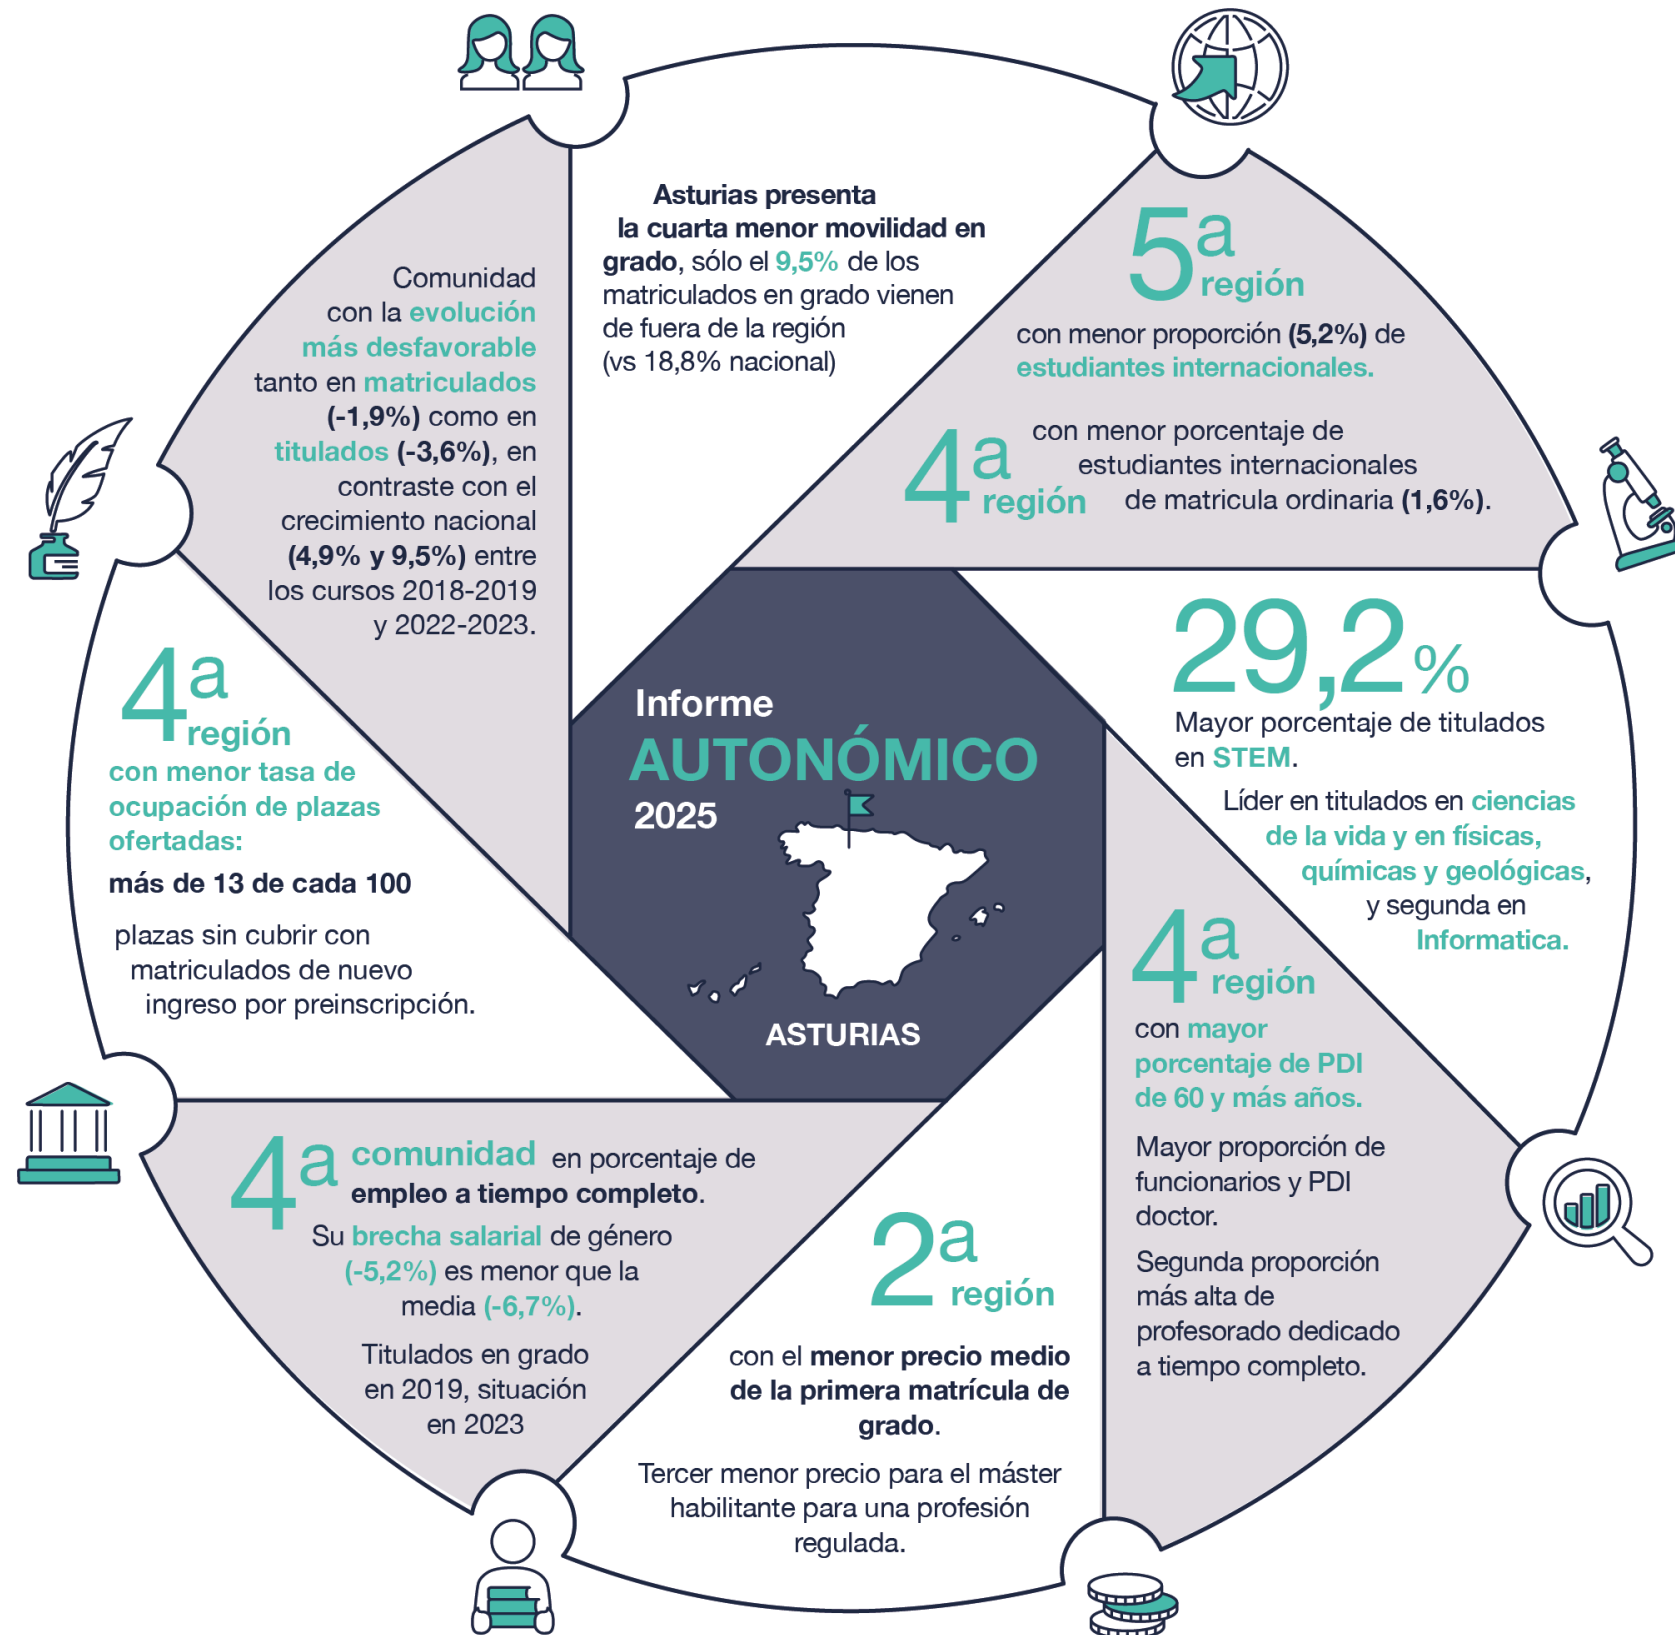 Informe
AUTONÓMICO
2025
ASTURIAS
Asturias presenta
la cuarta menor movilidad en
grado, sólo el 9,5% de los
matriculados en grado vienen
de fuera de la región
(vs 18,8% nacional)
5ª
región
con menor proporción (5,2%) de
estudiantes internacionales.
4ª
región
con menor porcentaje de
estudiantes internacionales
de matricula ordinaria (1,6%).
29,2%
Mayor porcentaje de titulados
en STEM.
Líder en titulados en ciencias
de la vida y en físicas,
químicas y geológicas,
y segunda en
Informatica.
4ª
región
con mayor
porcentaje de PDI
de 60 y más años.
Mayor proporción de
funcionarios y PDI
doctor.
Segunda proporción
más alta de
profesorado dedicado
a tiempo completo.
2ª
región
con el menor precio medio
de la primera matrícula de
grado.
Tercer menor precio para el máster
habilitante para una profesión
regulada.
4ª comunidad en porcentaje de
empleo a tiempo completo.
Su brecha salarial de género
(-5,2%) es menor que la
media (-6,7%).
Titulados en grado
en 2019, situación
en 2023
4ª
región
con menor tasa de
ocupación de plazas
ofertadas:
más de 13 de cada 100
plazas sin cubrir con
matriculados de nuevo
ingreso por preinscripción.
Comunidad
con la evolución
más desfavorable
tanto en matriculados
(-1,9%) como en
titulados (-3,6%), en
contraste con el
crecimiento nacional
(4,9% y 9,5%) entre
los cursos 2018-2019
y 2022-2023.